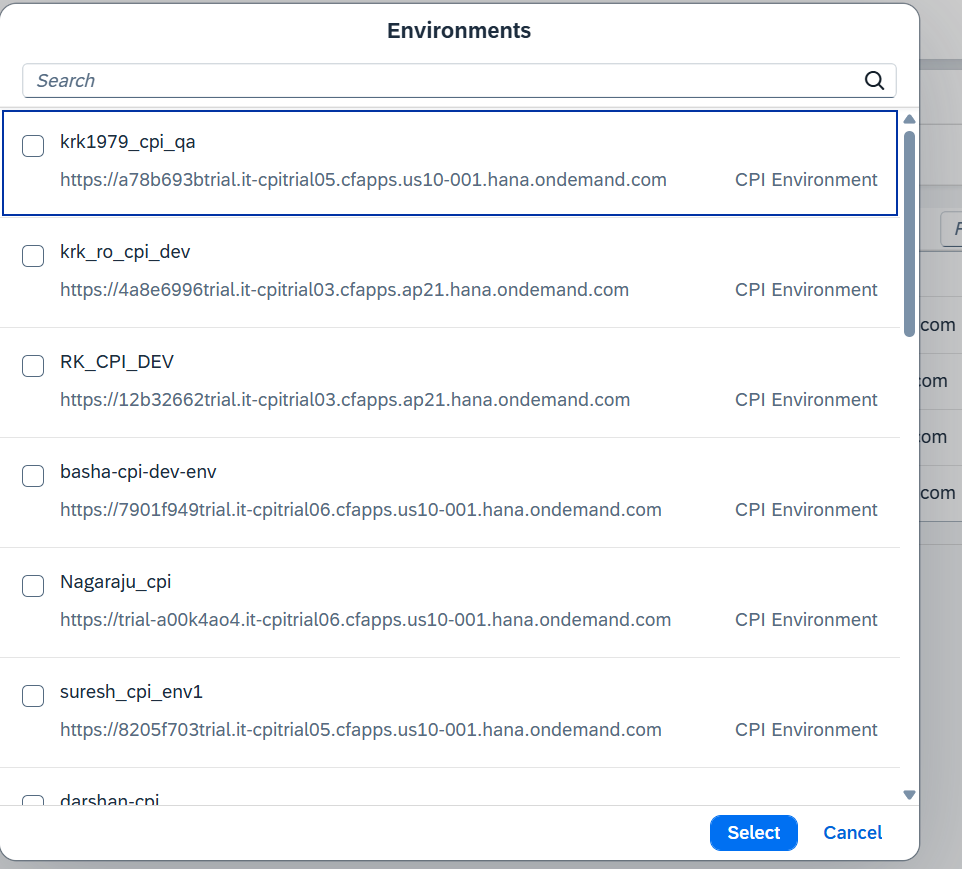 Environments
Search
krk1979_cpi_qa
https://a78b693btrial.it-cpitrial05.cfapps.us10-001.hana.ondemand.com CPI Environment
krk_ro_cpi_dev
https://4a8e6996trial.it-cpitrial03.cfapps.ap21.hana.ondemand.com CPI Environment
RK_CPI_DEV
https://12b32662trial.it-cpitrial03.cfapps.ap21.hana.ondemand.com CPI Environment
basha-cpi-dev-env
https://7901f949trial.it-cpitrial06.cfapps.us10-001.hana.ondemand.com CPI Environment
Nagaraju_cpi
https://trial-a00k4ao4.it-cpitrial06.cfapps.us10-001.hana.ondemand.com CPI Environment
suresh_cpi_env1
https://8205f703trial.it-cpitrial05.cfapps.us10-001.hana.ondemand.com CPI Environment
darshan-cpi
Select Cancel
F
com
com
com
com